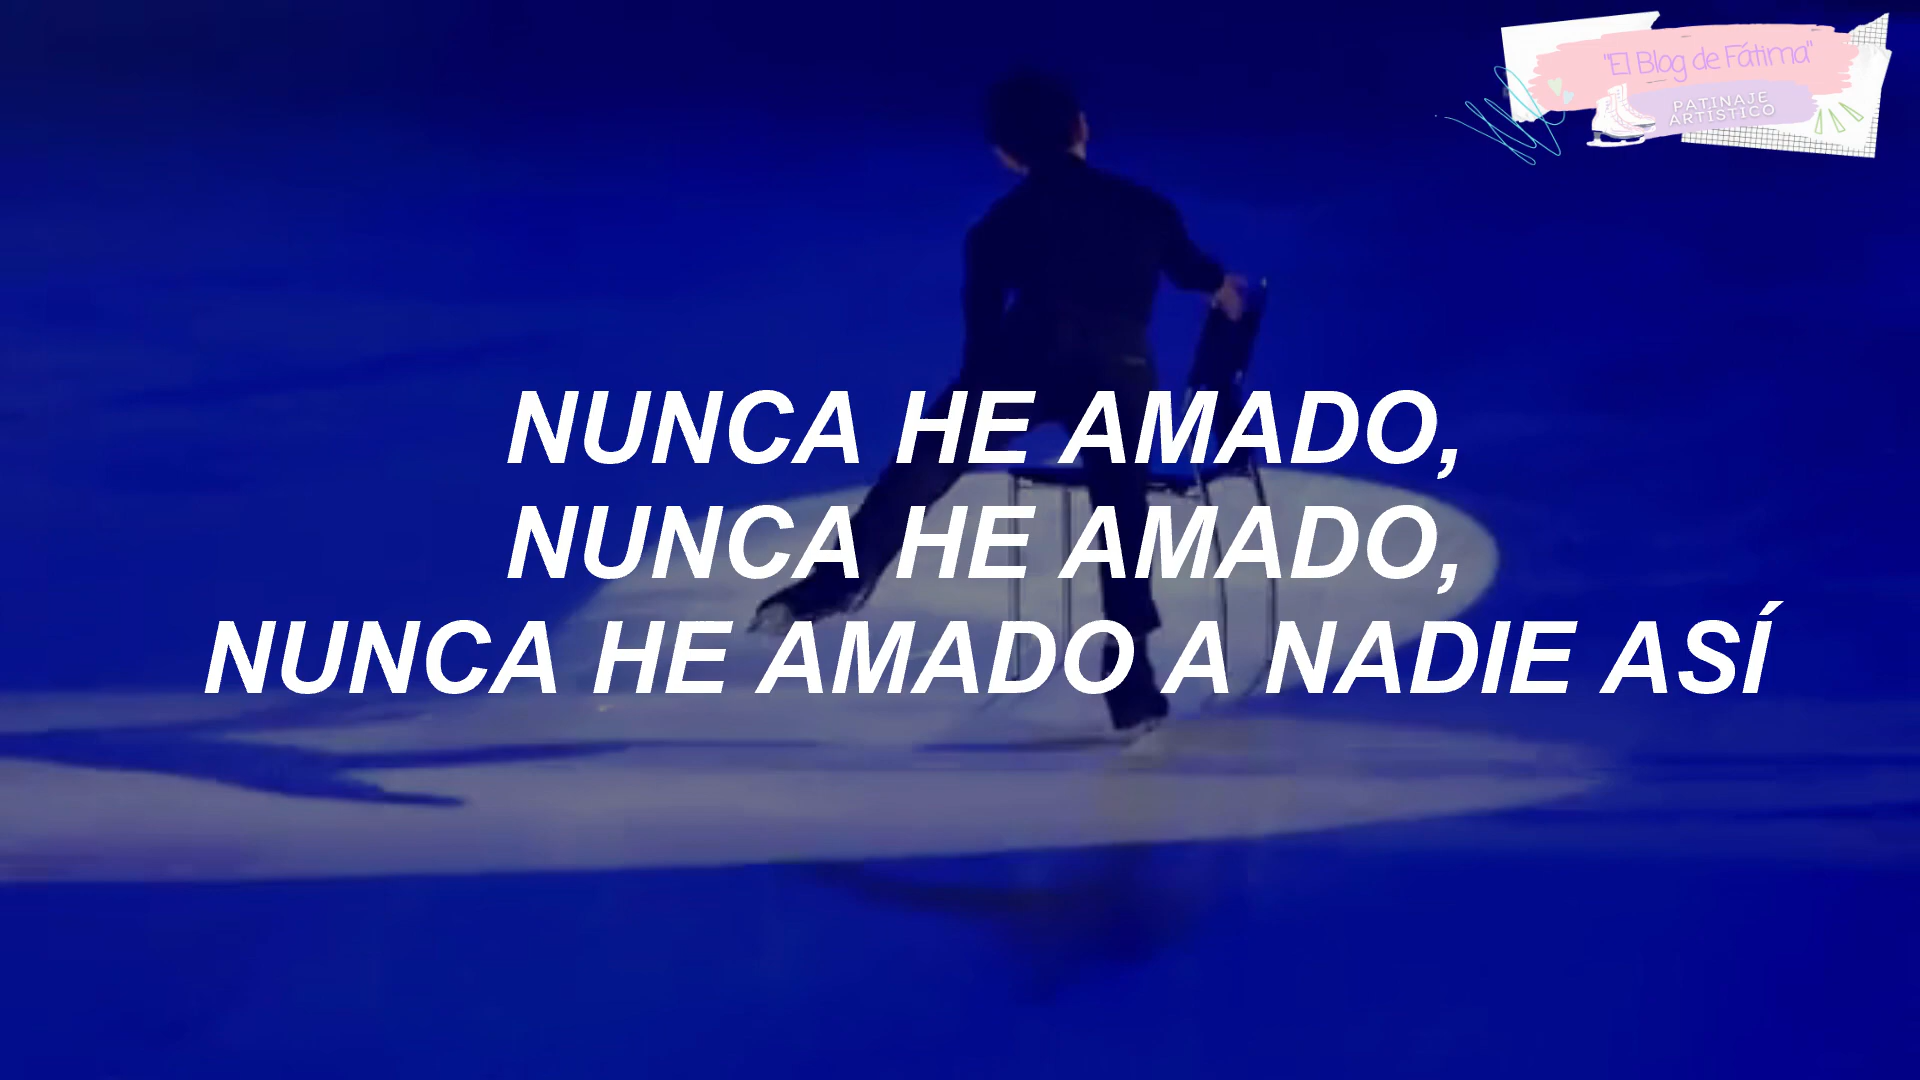 "El Blog de Fátima"
PATINAJE
ARTÍSTICO
NUNCA HE AMADO,
NUNCA HE AMADO,
NUNCA HE AMADO A NADIE ASÍ